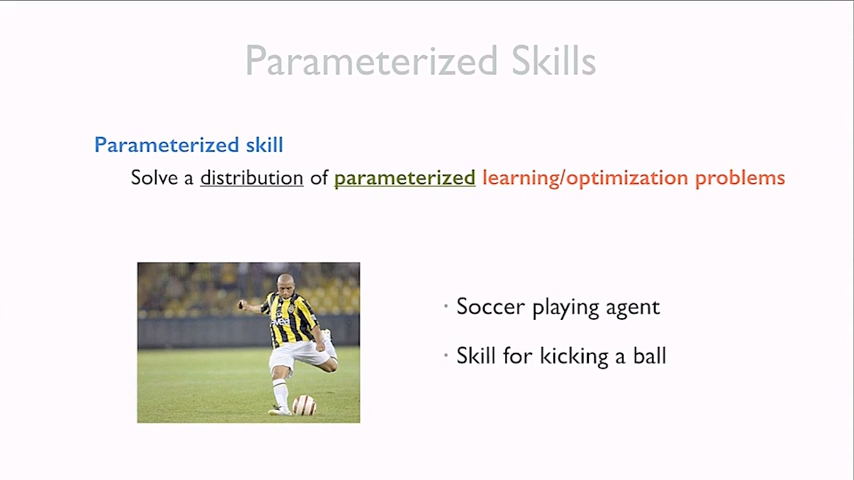 Parameterized Skills
Parameterized skill
Solve a distribution of parameterized learning/optimization problems
· Soccer playing agent
· Skill for kicking a ball